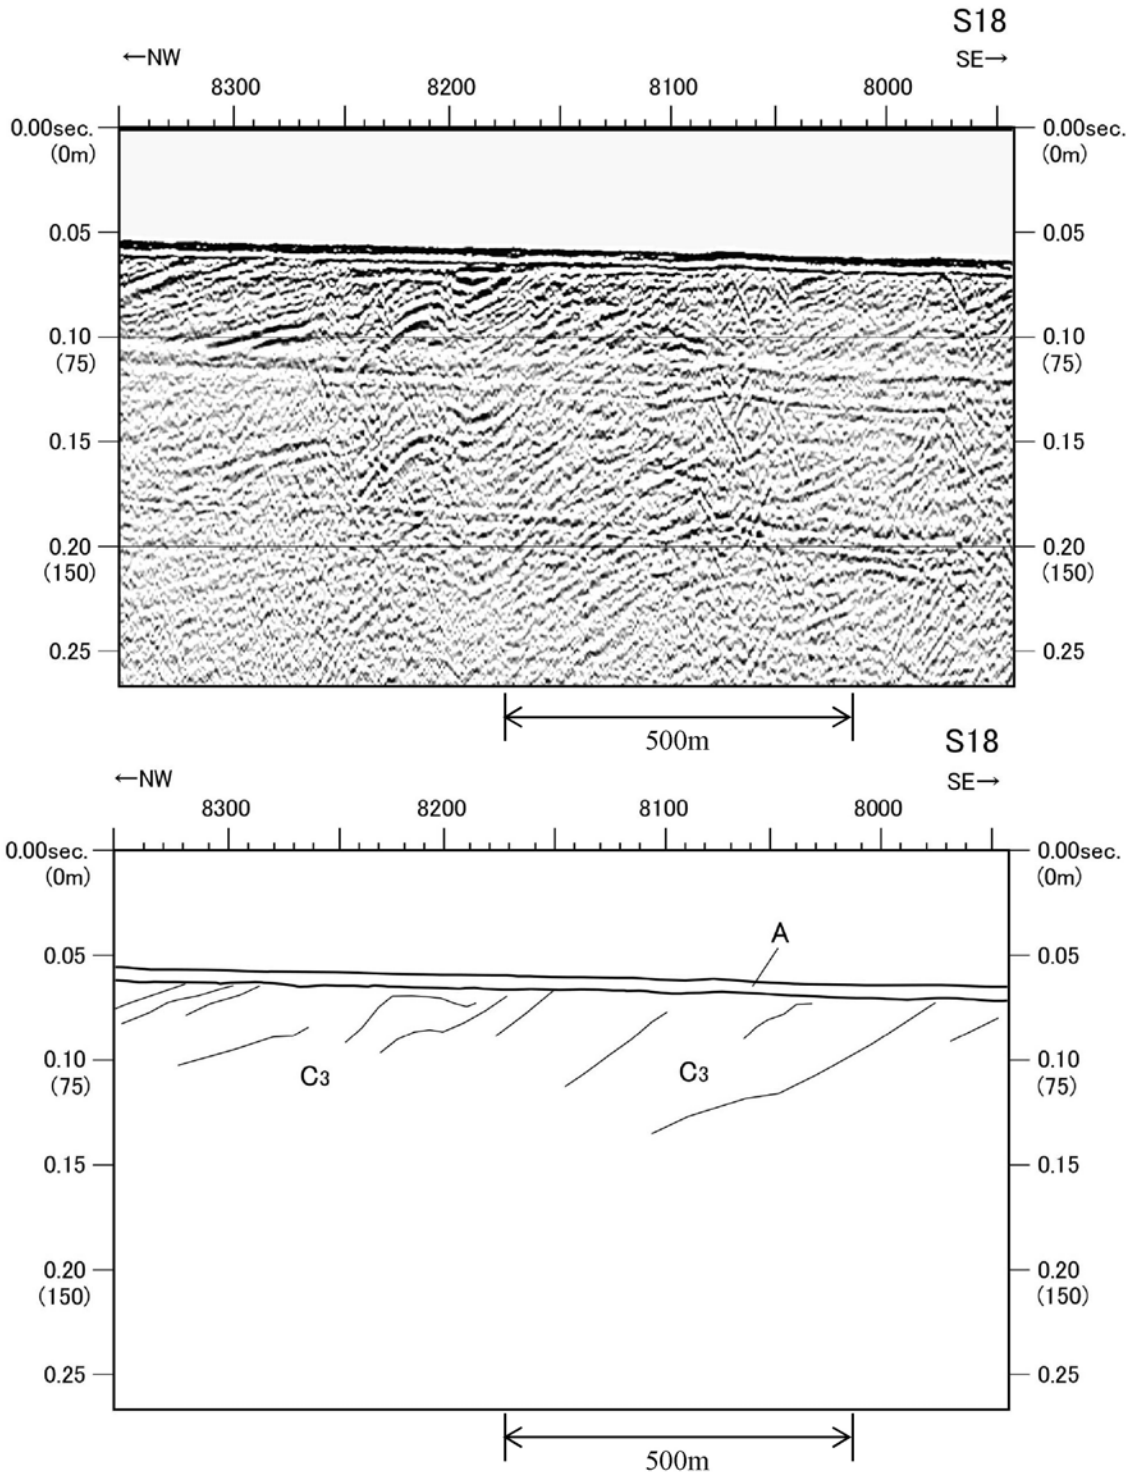 S18
←NW SE→
8300 8200 8100 8000
0.00sec. 0.00sec.
(0m) (0m)
0.05 0.05
0.10 0.10
(75) (75)
0.15 0.15
0.20 0.20
(150) (150)
0.25 0.25
500m
S18
←NW SE→
8300 8200 8100 8000
0.00sec. 0.00sec.
(0m) (0m)
A
0.05 0.05
0.10 0.10
C3 C3
(75) (75)
0.15 0.15
0.20 0.20
(150) (150)
0.25 0.25
500m